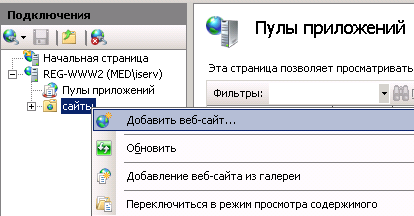 Подключения
Начальная страница
REG-WWW2 (MED\iserv)
Пулы приложений
сайты
Пулы приложений
Эта страница позволяет просматривать
Фильтры:
Добавить веб-сайт...
Обновить
Добавление веб-сайта из галереи
Переключиться в режим просмотра содержимого